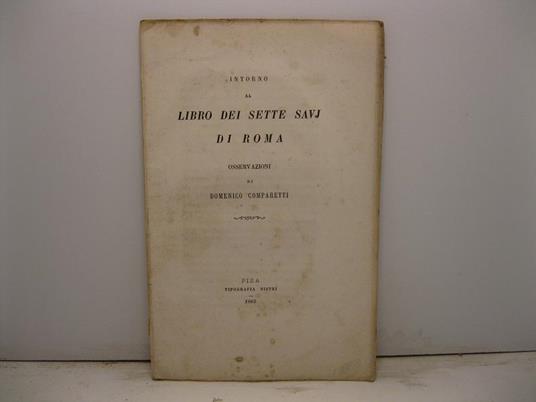 INTORNO
AL
LIBRO DEI SETTE SAVJ
DI ROMA
OSSERVAZIONI
DI
DOMENICO COMPARETTI
PISA
TIPOGRAFIA NISTRI
1865